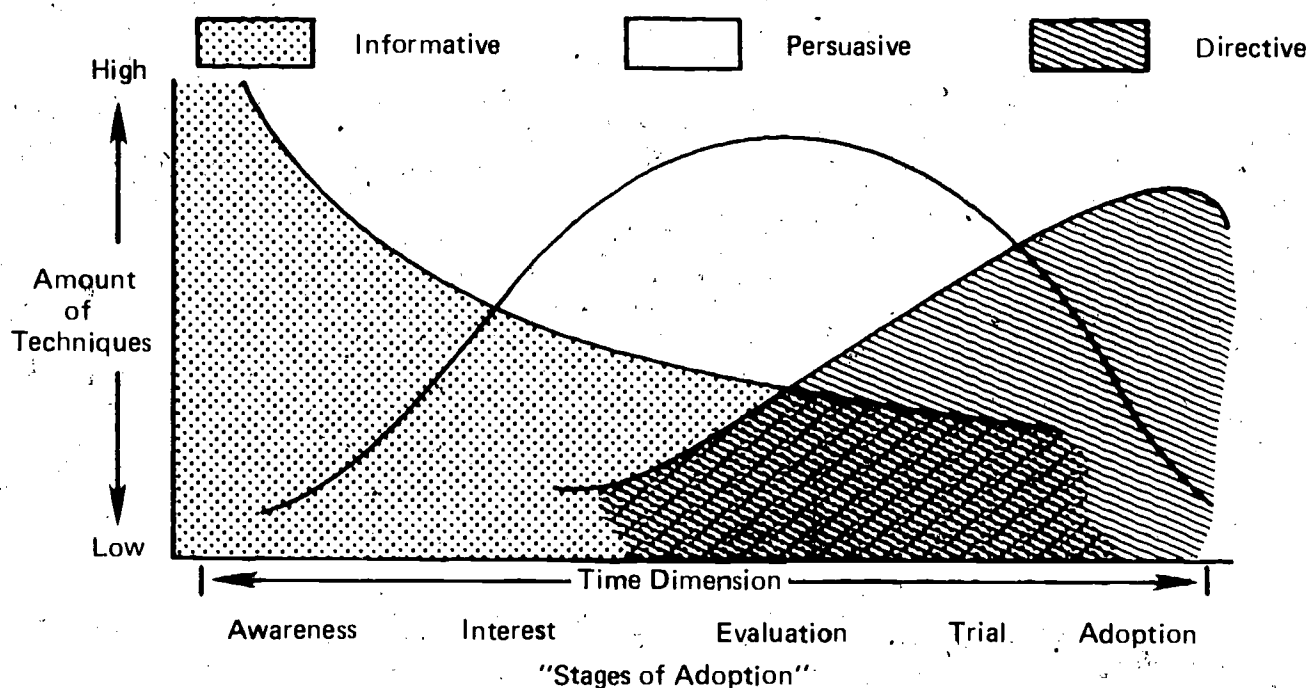 Informative
Persuasive
Directive
High
Amount
of
Techniques
Low
Time Dimension
Awareness Interest Evaluation Trial Adoption
"Stages of Adoption"